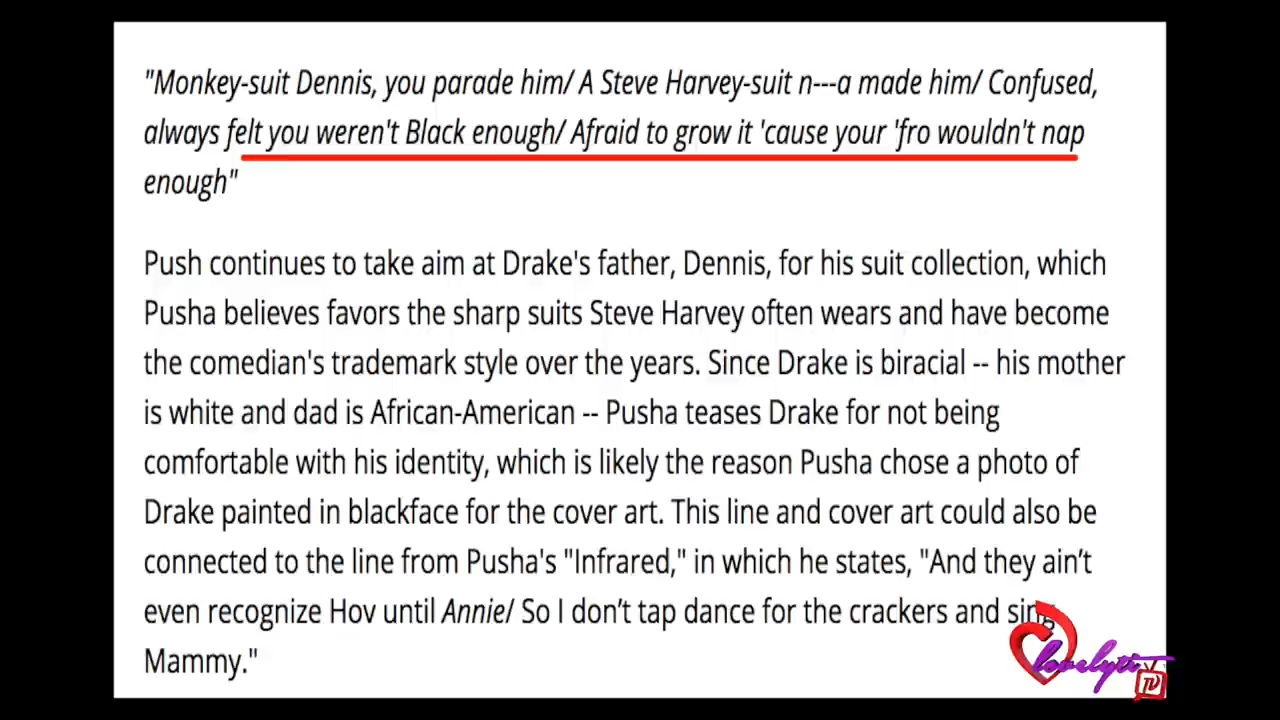 "Monkey-suit Dennis, you parade him/ A Steve Harvey-suit n---a made him/ Confused,
always felt you weren't Black enough/ Afraid to grow it 'cause your 'fro wouldn't nap
enough"
Push continues to take aim at Drake's father, Dennis, for his suit collection, which
Pusha believes favors the sharp suits Steve Harvey often wears and have become
the comedian's trademark style over the years. Since Drake is biracial -- his mother
is white and dad is African-American -- Pusha teases Drake for not being
comfortable with his identity, which is likely the reason Pusha chose a photo of
Drake painted in blackface for the cover art. This line and cover art could also be
connected to the line from Pusha's "Infrared," in which he states, "And they ain’t
even recognize Hov until Annie/ So I don’t tap dance for the crackers and sing
Mammy."
lovelyti
TV